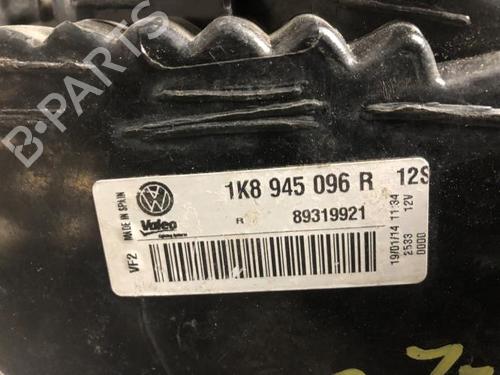 B-PARTS
MADE IN SPAIN
Valeo
VF2
1K8 945 096 R 12S
R 89319921
19/01/14 11:34
2533 12V
0000